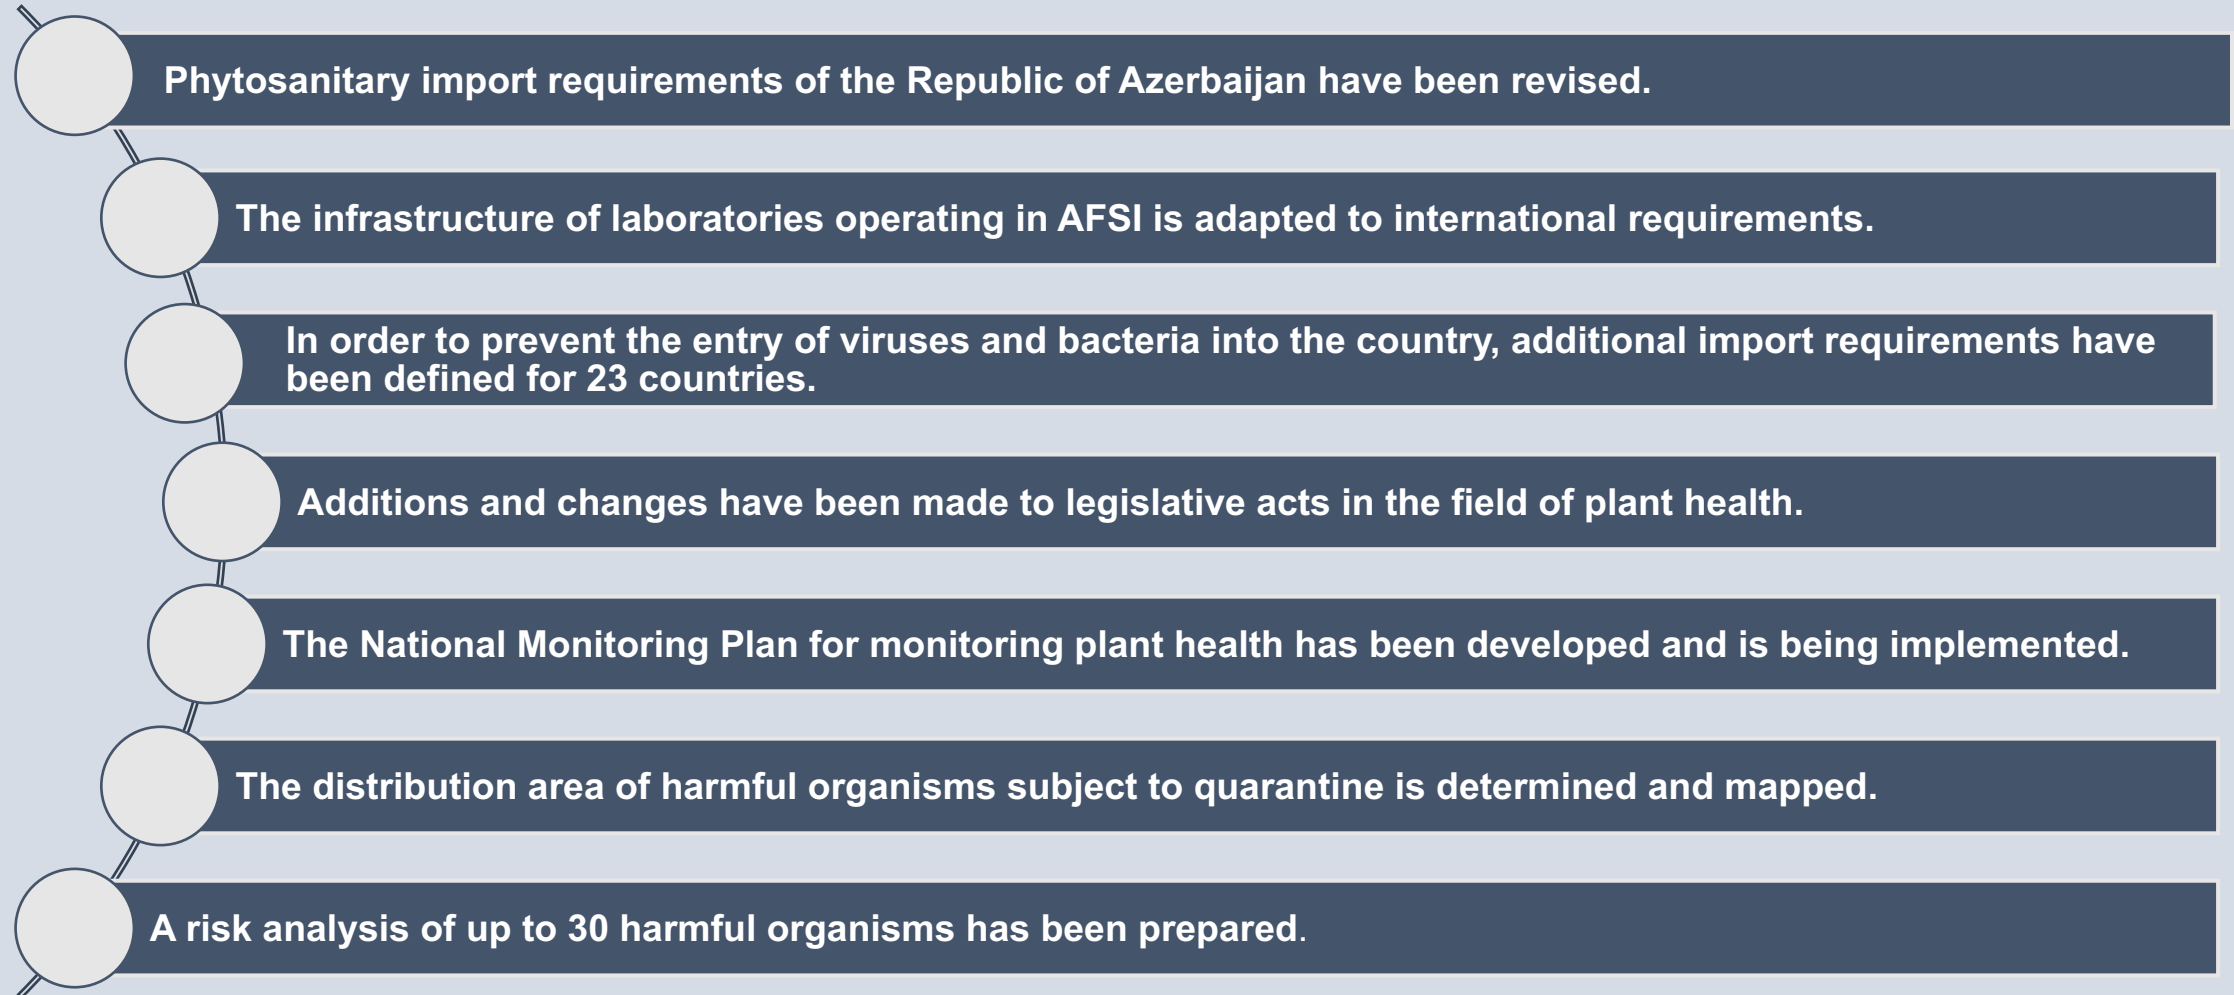 Phytosanitary import requirements of the Republic of Azerbaijan have been revised.
The infrastructure of laboratories operating in AFSI is adapted to international requirements.
In order to prevent the entry of viruses and bacteria into the country, additional import requirements have
been defined for 23 countries.
Additions and changes have been made to legislative acts in the field of plant health.
The National Monitoring Plan for monitoring plant health has been developed and is being implemented.
The distribution area of harmful organisms subject to quarantine is determined and mapped.
A risk analysis of up to 30 harmful organisms has been prepared.